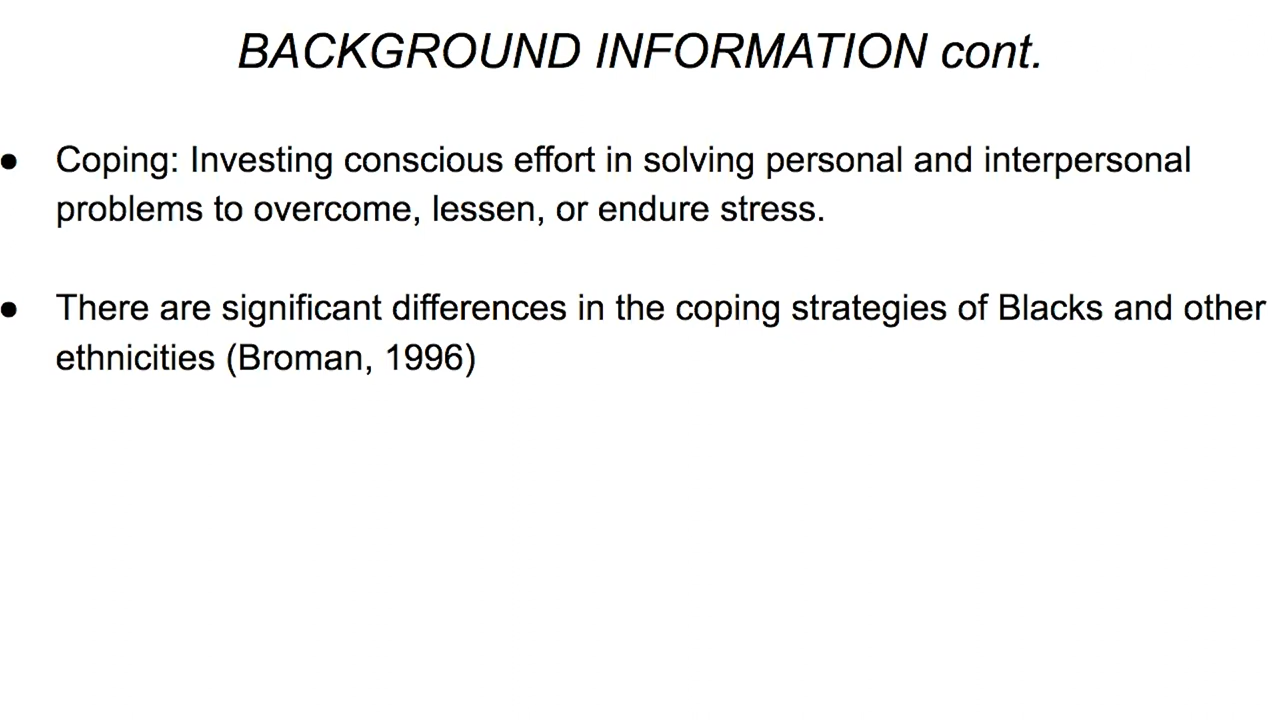 BACKGROUND INFORMATION cont.
● Coping: Investing conscious effort in solving personal and interpersonal
problems to overcome, lessen, or endure stress.
● There are significant differences in the coping strategies of Blacks and other
ethnicities (Broman, 1996)